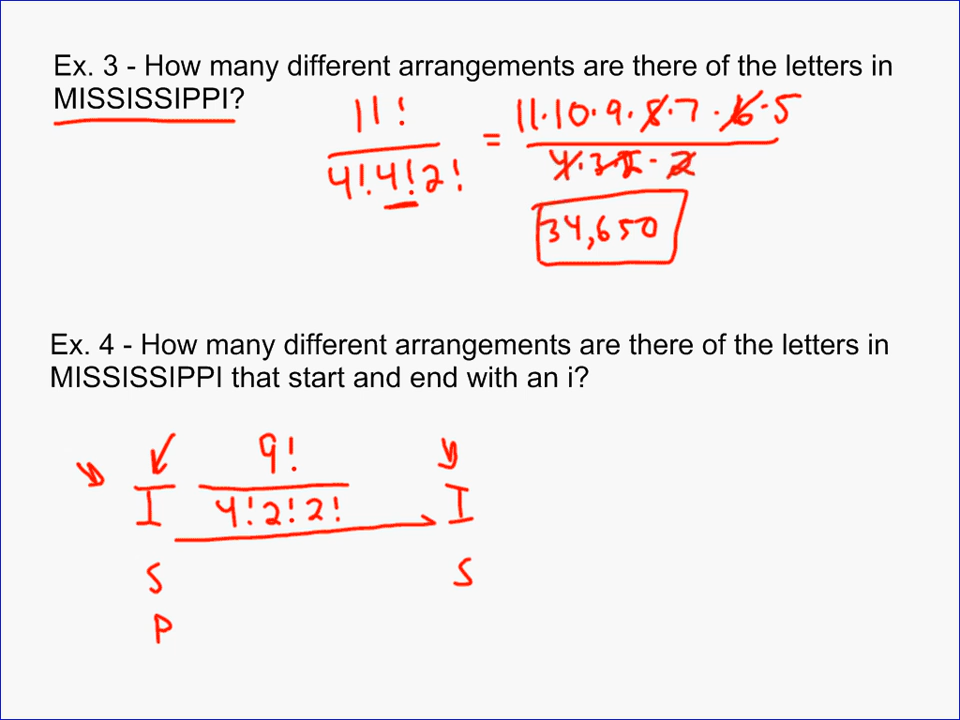 Ex. 3 - How many different arrangements are there of the letters in
MISSISSIPPI?
11! / 4!4!2! = 11·10·9·8·7·6·5 / 4·3·2·2
34,650
Ex. 4 - How many different arrangements are there of the letters in
MISSISSIPPI that start and end with an i?
I 9! / 4!2!2! I
S S
P